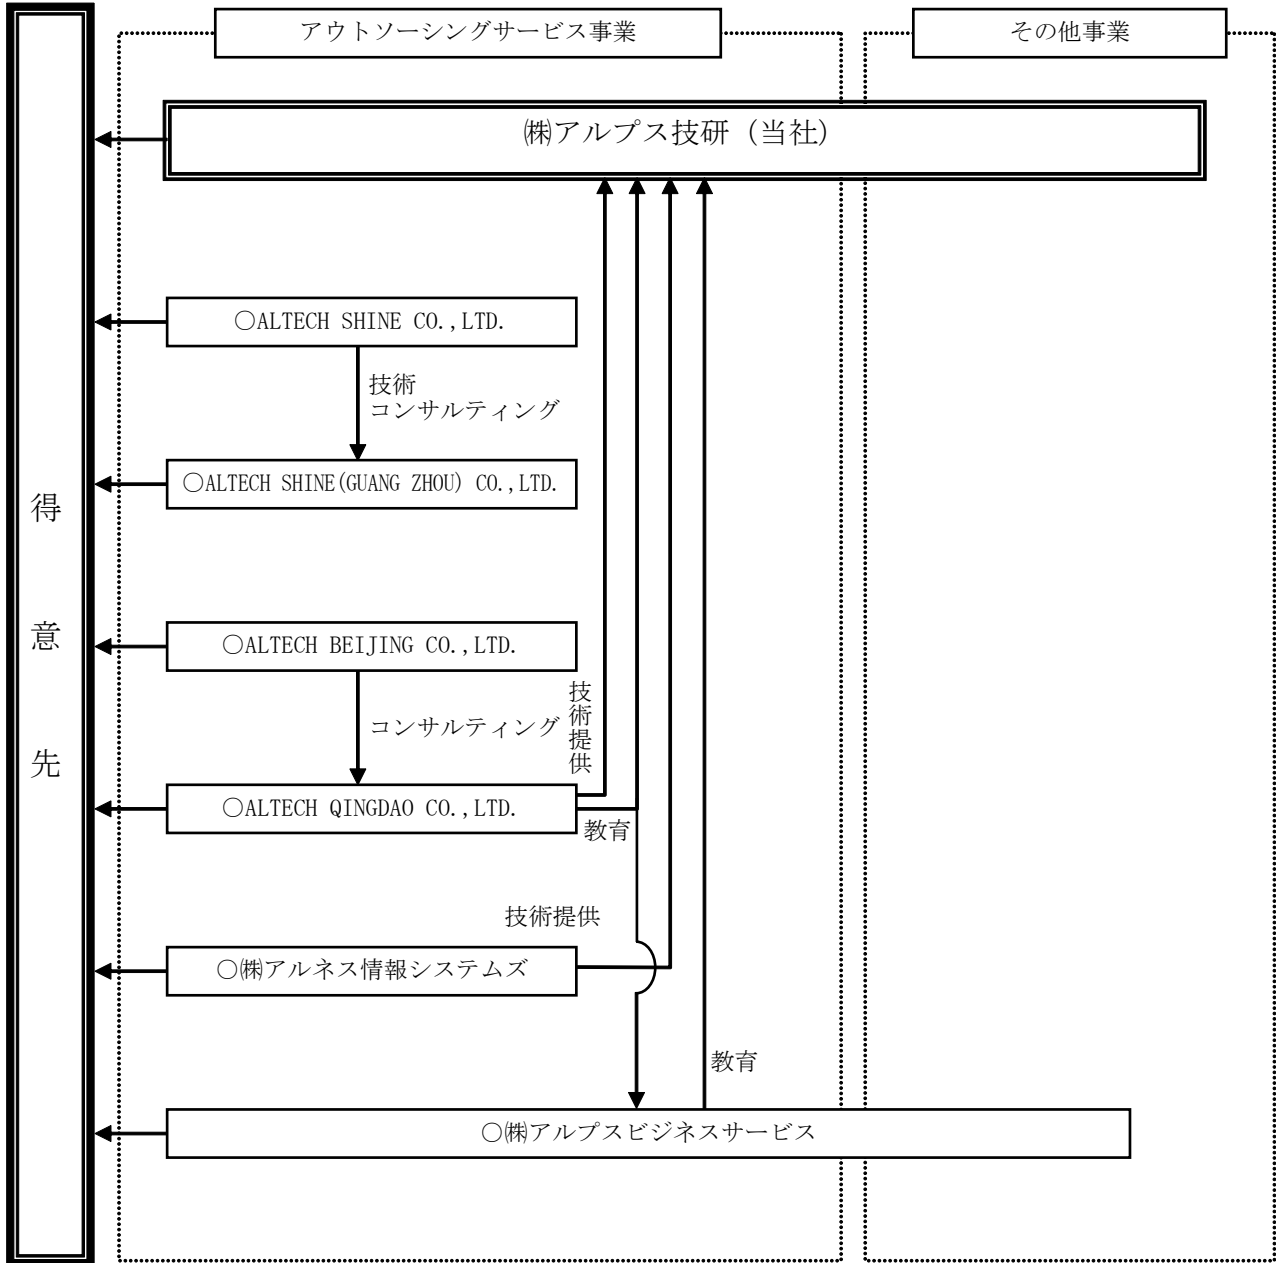 アウトソーシングサービス事業
その他事業
㈱アルプス技研（当社）
得意先
○ALTECH SHINE CO.,LTD.
技術
コンサルティング
○ALTECH SHINE(GUANG ZHOU) CO.,LTD.
○ALTECH BEIJING CO.,LTD.
コンサルティング
技術提供
○ALTECH QINGDAO CO.,LTD.
教育
技術提供
○㈱アルネス情報システムズ
教育
○㈱アルプスビジネスサービス